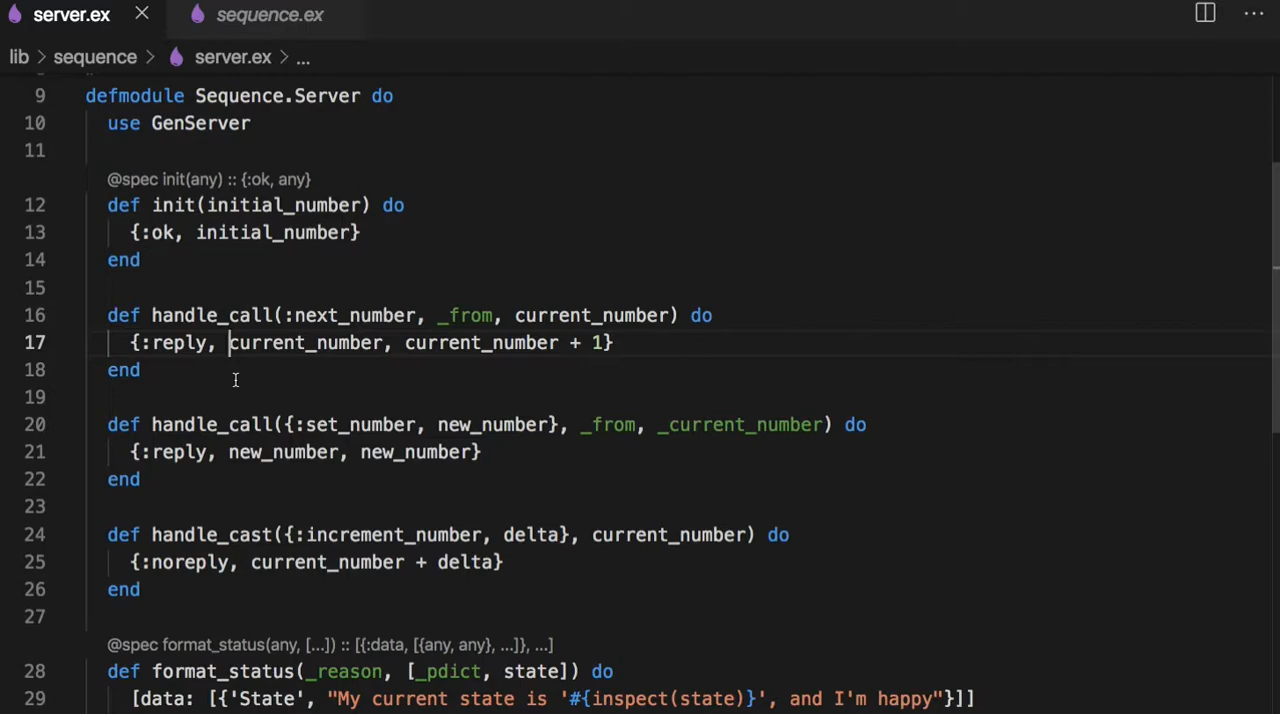 server.ex
sequence.ex
lib > sequence > server.ex > ...
9 defmodule Sequence.Server do
10 use GenServer
11
@spec init(any) :: {:ok, any}
12 def init(initial_number) do
13 {:ok, initial_number}
14 end
15
16 def handle_call(:next_number, _from, current_number) do
17 {:reply, current_number, current_number + 1}
18 end
19
20 def handle_call({:set_number, new_number}, _from, _current_number) do
21 {:reply, new_number, new_number}
22 end
23
24 def handle_cast({:increment_number, delta}, current_number) do
25 {:noreply, current_number + delta}
26 end
27
@spec format_status(any, [...]) :: [{:data, [{any, any}, ...]}, ...]
28 def format_status(_reason, [_pdict, state]) do
29 [data: [{'State', "My current state is '#{inspect(state)}', and I'm happy"}]]